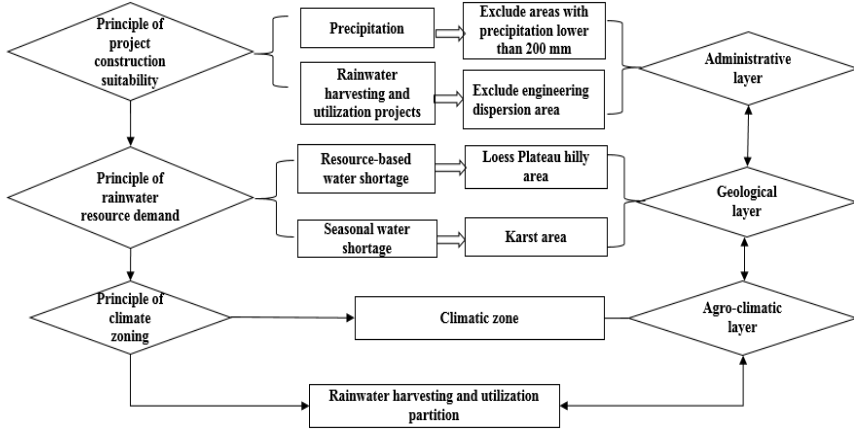 Principle of
project
construction
suitability
Precipitation
Exclude areas with
precipitation lower
than 200 mm
Rainwater
harvesting and
utilization projects
Exclude engineering
dispersion area
Administrative
layer
Principle of
rainwater
resource demand
Resource-based
water shortage
Loess Plateau hilly
area
Seasonal water
shortage
Karst area
Geological
layer
Principle of
climate
zoning
Climatic zone
Agro-climatic
layer
Rainwater harvesting and utilization
partition